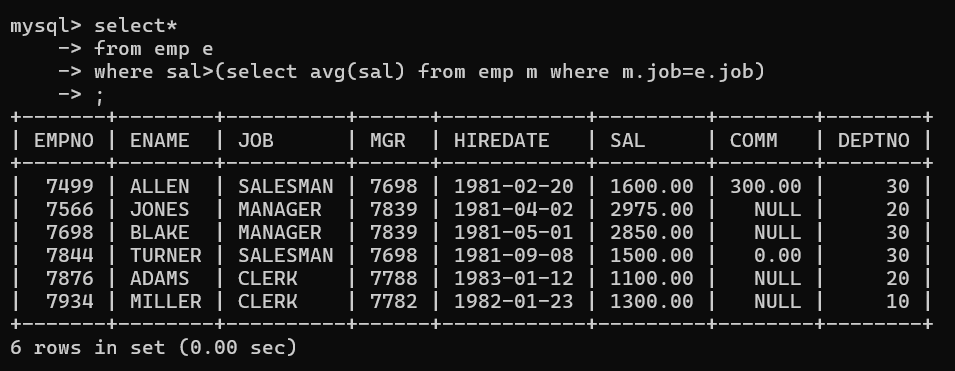 mysql> select*
    -> from emp e
    -> where sal>(select avg(sal) from emp m where m.job=e.job)
    -> ;
+-------+--------+----------+------+------------+---------+--------+--------+
| EMPNO | ENAME  | JOB      | MGR  | HIREDATE   | SAL     | COMM   | DEPTNO |
+-------+--------+----------+------+------------+---------+--------+--------+
|  7499 | ALLEN  | SALESMAN | 7698 | 1981-02-20 | 1600.00 | 300.00 |     30 |
|  7566 | JONES  | MANAGER  | 7839 | 1981-04-02 | 2975.00 |   NULL |     20 |
|  7698 | BLAKE  | MANAGER  | 7839 | 1981-05-01 | 2850.00 |   NULL |     30 |
|  7844 | TURNER | SALESMAN | 7698 | 1981-09-08 | 1500.00 |   0.00 |     30 |
|  7876 | ADAMS  | CLERK    | 7788 | 1983-01-12 | 1100.00 |   NULL |     20 |
|  7934 | MILLER | CLERK    | 7782 | 1982-01-23 | 1300.00 |   NULL |     10 |
+-------+--------+----------+------+------------+---------+--------+--------+
6 rows in set (0.00 sec)